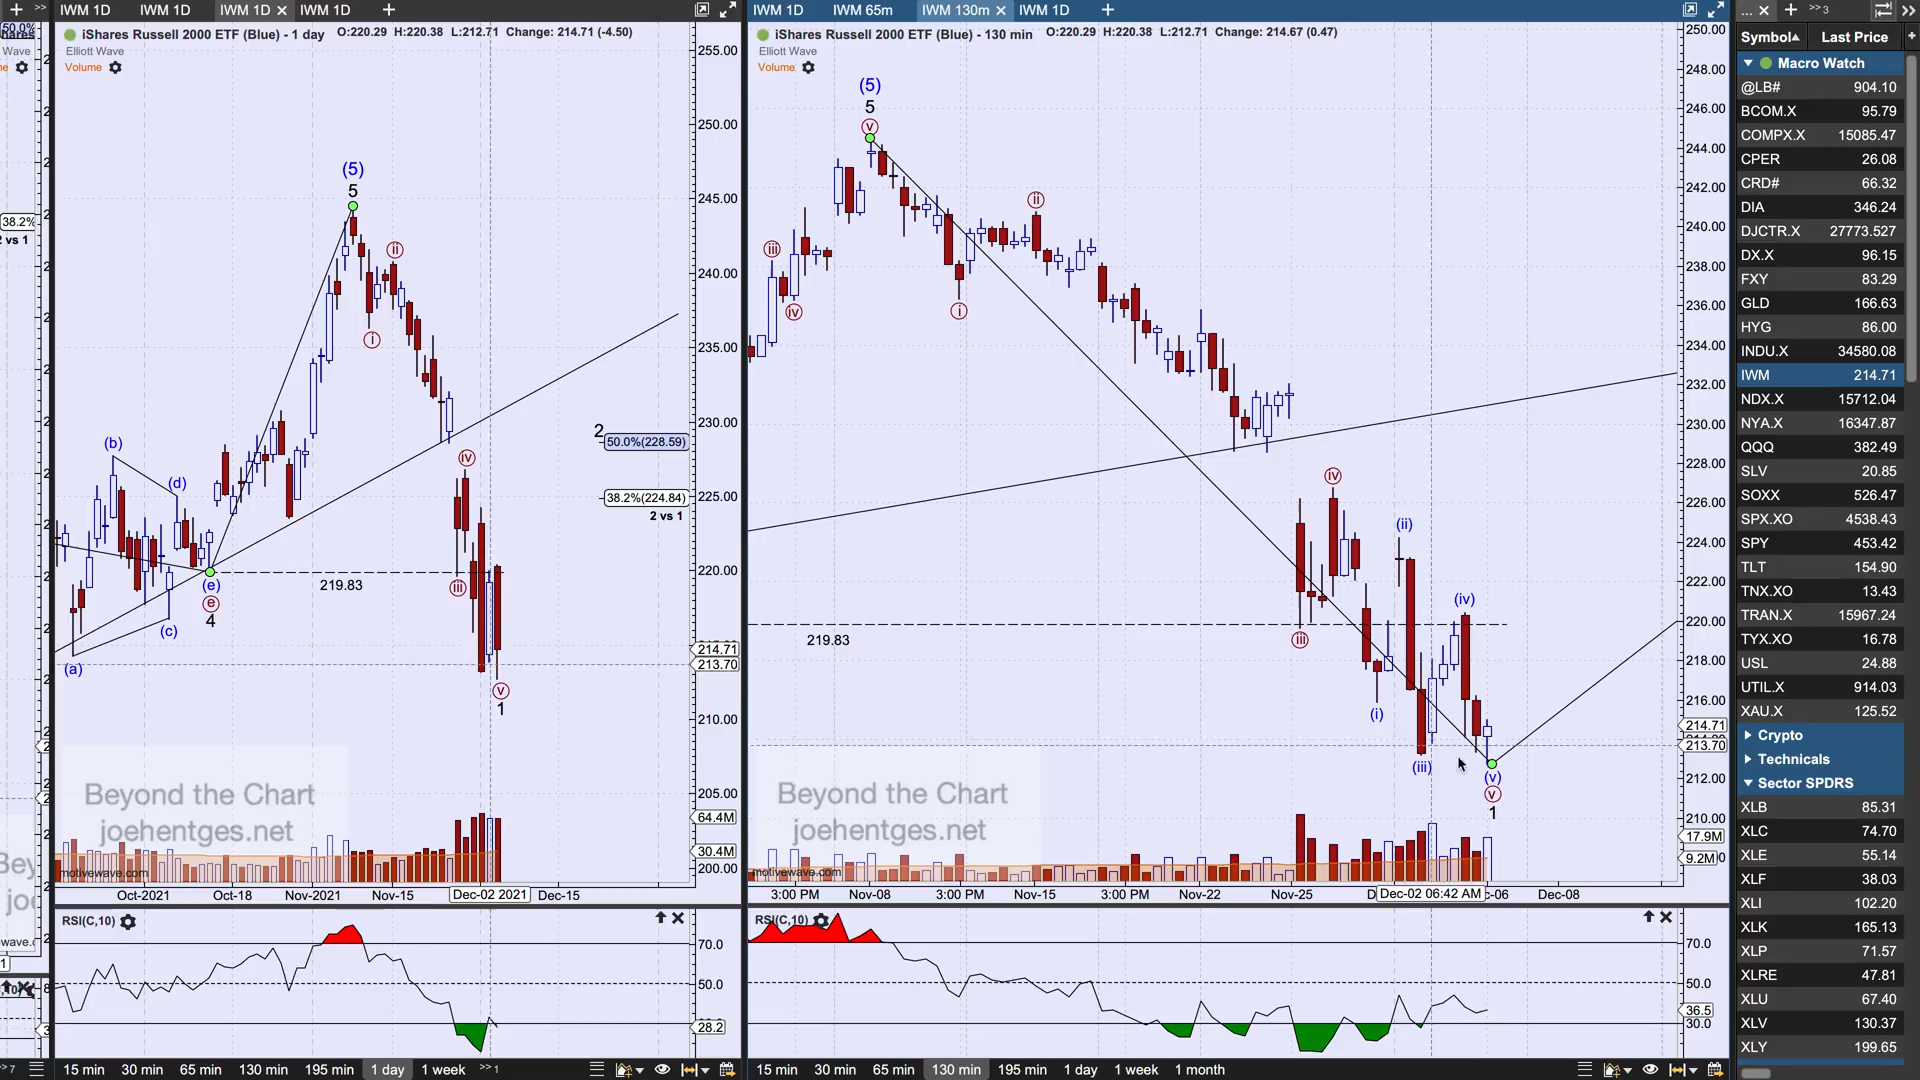 IWM 1D IWM 1D IWM 1D IWM 1D
iShares Russell 2000 ETF (Blue) - 1 day O:220.29 H:220.38 L:212.71 Change: 214.71 (-4.50)
Elliott Wave
Volume
255.00
250.00
245.00
240.00
235.00
230.00
225.00
220.00
214.71
213.70
210.00
205.00
64.4M
30.4M
200.00
(5)
5
ii
i
(b)
(d)
2
50.0%(228.59)
38.2%(224.84)
2 vs 1
iv
219.83
iii
(e)
e
4
(c)
(a)
v
1
Beyond the Chart
joehentges.net
motivewave.com
Oct-2021 Oct-18 Nov-2021 Nov-15 Dec-02 2021 Dec-15
RSI(C,10)
70.0
50.0
28.2
15 min 30 min 65 min 130 min 195 min 1 day 1 week
38.2%
2 vs 1
50.0%
Wave
IWM 1D IWM 65m IWM 130m IWM 1D
iShares Russell 2000 ETF (Blue) - 130 min O:220.29 H:220.38 L:212.71 Change: 214.67 (0.47)
Elliott Wave
Volume
250.00
248.00
246.00
244.00
242.00
240.00
238.00
236.00
234.00
232.00
230.00
228.00
226.00
224.00
222.00
220.00
218.00
216.00
214.71
213.70
212.00
210.00
17.9M
9.2M
(5)
5
v
ii
iii
iv
i
iv
(ii)
(iv)
219.83
iii
(i)
(iii)
(v)
v
1
Beyond the Chart
joehentges.net
motivewave.com
3:00 PM Nov-08 3:00 PM Nov-15 3:00 PM Nov-22 Nov-25 Dec-02 06:42 AM Dec-08
RSI(C,10)
70.0
50.0
36.5
30.0
15 min 30 min 65 min 130 min 195 min 1 day 1 week 1 month
Symbol Last Price
Macro Watch
@LB# 904.10
BCOM.X 95.79
COMPX.X 15085.47
CPER 26.08
CRD# 66.32
DIA 346.24
DJCTR.X 27773.527
DX.X 96.15
FXY 83.29
GLD 166.63
HYG 86.00
INDU.X 34580.08
IWM 214.71
NDX.X 15712.04
NYA.X 16347.87
QQQ 382.49
SLV 20.85
SOXX 526.47
SPX.XO 4538.43
SPY 453.42
TLT 154.90
TNX.XO 13.43
TRAN.X 15967.24
TYX.XO 16.78
USL 24.88
UTIL.X 914.03
XAU.X 125.52
Crypto
Technicals
Sector SPDRS
XLB 85.31
XLC 74.70
XLE 55.14
XLF 38.03
XLI 102.20
XLK 165.13
XLP 71.57
XLRE 47.81
XLU 67.40
XLV 130.37
XLY 199.65